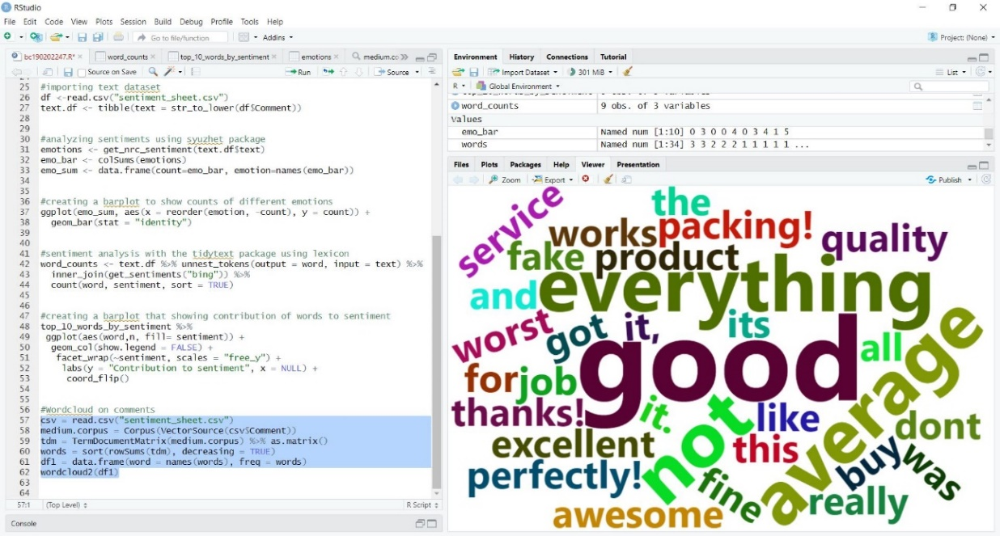 RStudio
File Edit Code View Plots Session Build Debug Profile Tools Help
Go to file/function
Addins
Project: (None)
bc190202247.R*
word_counts
top_10_words_by_sentiment
emotions
medium.co
Source on Save
Run
Source
25 #importing text dataset
26 df <-read.csv("sentiment_sheet.csv")
27 text.df <- tibble(text = str_to_lower(df$Comment))
28
29
30 #analyzing sentiments using syuzhet package
31 emotions <- get_nrc_sentiment(text.df$text)
32 emo_bar <- colSums(emotions)
33 emo_sum <- data.frame(count=emo_bar, emotion=names(emo_bar))
34
35
36 #creating a barplot to show counts of different emotions
37 ggplot(emo_sum, aes(x = reorder(emotion, -count), y = count)) +
38 geom_bar(stat = "identity")
39
40
41 #sentiment analysis with the tidytext package using lexicon
42 word_counts <- text.df %>% unnest_tokens(output = word, input = text) %>%
43 inner_join(get_sentiments("bing")) %>%
44 count(word, sentiment, sort = TRUE)
45
46
47 #creating a barplot that showing contribution of words to sentiment
48 top_10_words_by_sentiment %>%
49 ggplot(aes(word,n, fill= sentiment)) +
50 geom_col(show.legend = FALSE) +
51 facet_wrap(~sentiment, scales = "free_y") +
52 labs(y = "Contribution to sentiment", x = NULL) +
53 coord_flip()
54
55
56 #Wordcloud on comments
57 csv = read.csv("sentiment_sheet.csv")
58 medium.corpus = Corpus(VectorSource(csv$Comment))
59 tdm = TermDocumentMatrix(medium.corpus) %>% as.matrix()
60 words = sort(rowSums(tdm), decreasing = TRUE)
61 df1 = data.frame(word = names(words), freq = words)
62 wordcloud2(df1)
63
64
57:1 (Top Level) R Script
Console
Environment History Connections Tutorial
Import Dataset 301 MiB List
R Global Environment
word_counts 9 obs. of 3 variables
Values
emo_bar Named num [1:10] 0 3 0 0 4 0 3 4 1 5
words Named num [1:34] 3 3 2 2 2 1 1 1 1 1 ...
Files Plots Packages Help Viewer Presentation
Zoom Export Publish
service
the
works
packing!
quality
fake
product
and
everything
worst
got
it,
its
good
all
average
for
job
thanks!
it.
not
like
dont
excellent
this
buy
was
perfectly!
fine
really
awesome